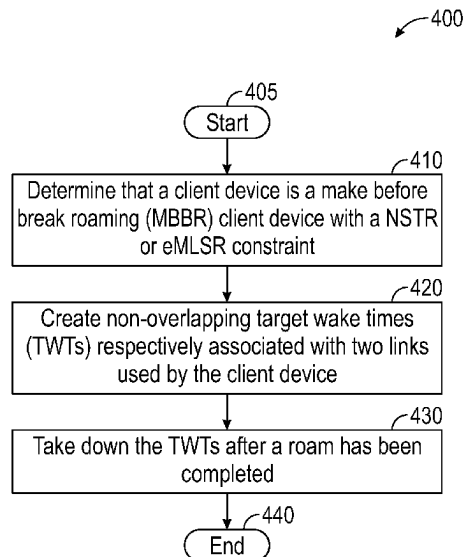 400
405
Start
410
Determine that a client device is a make before
break roaming (MBBR) client device with a NSTR
or eMLSR constraint
420
Create non-overlapping target wake times
(TWTs) respectively associated with two links
used by the client device
430
Take down the TWTs after a roam has been
completed
440
End